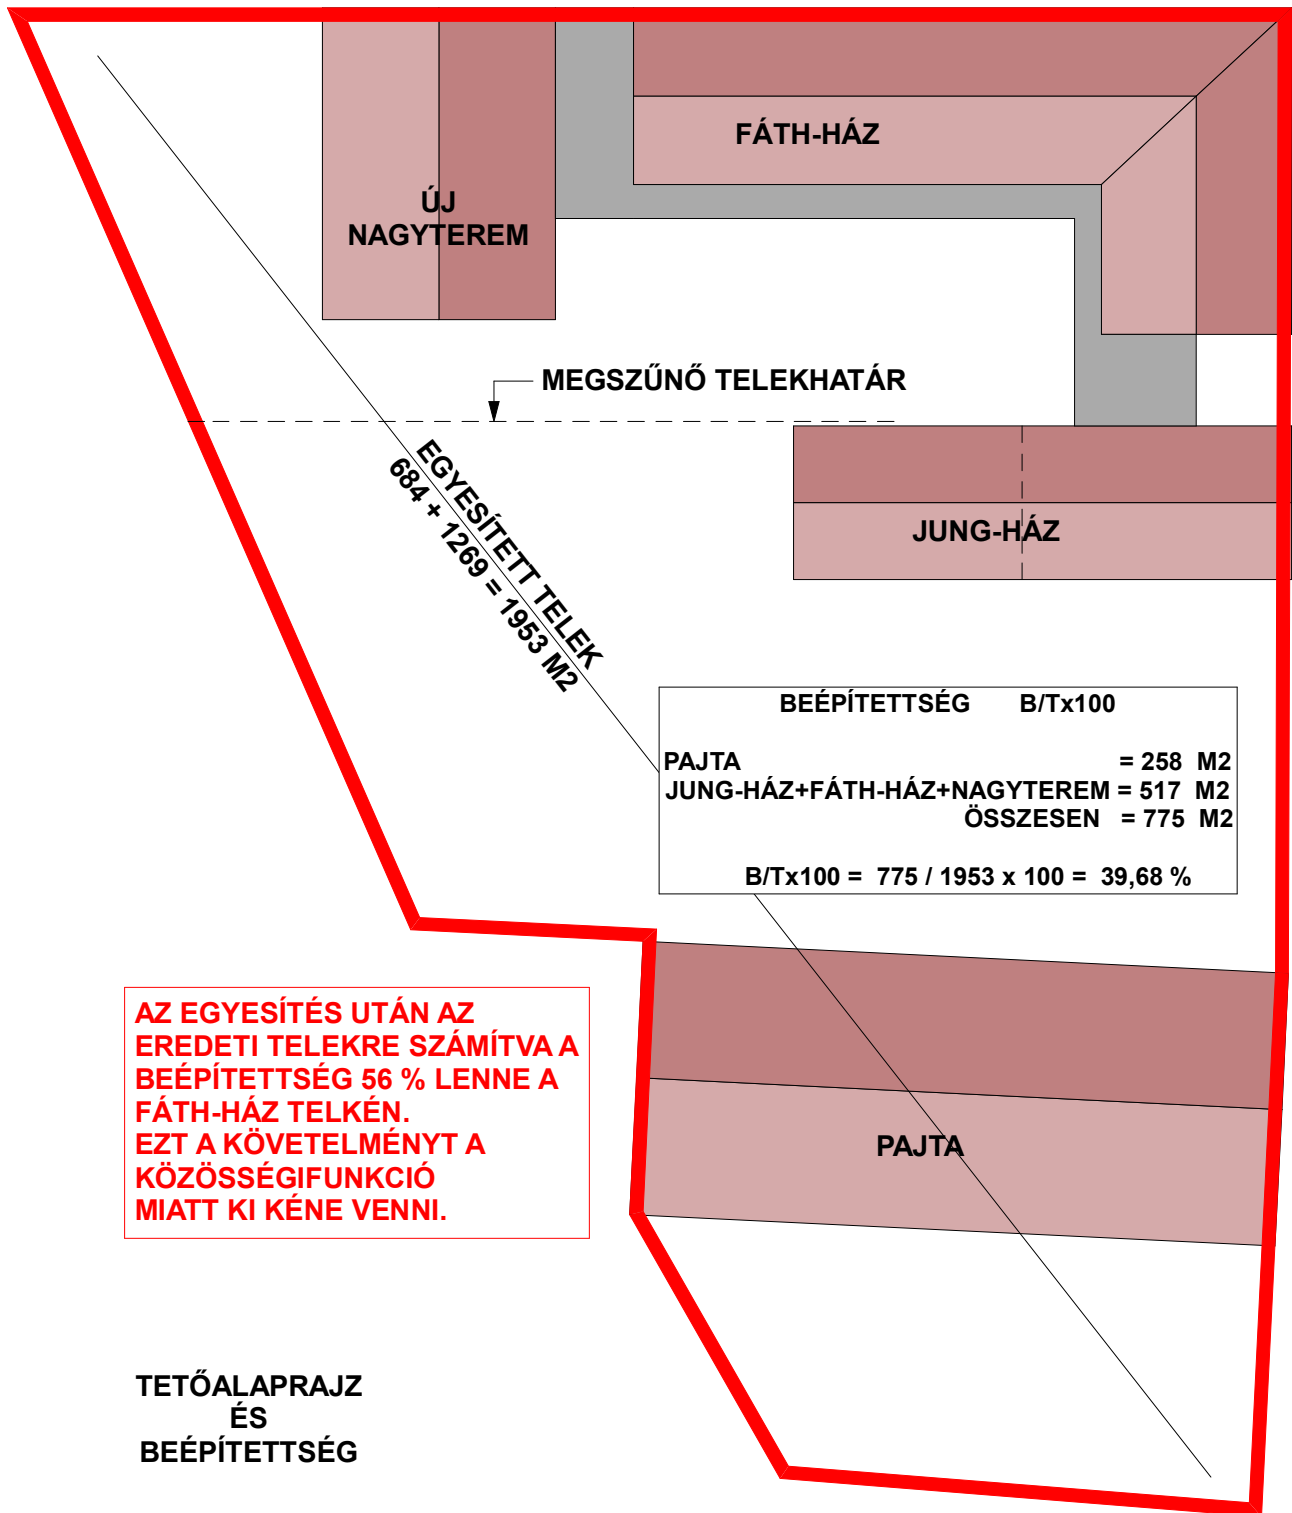 FÁTH-HÁZ
ÚJ
NAGYTEREM
MEGSZŰNŐ TELEKHATÁR
EGYESÍTETT TELEK
684 + 1269 = 1953 M2
JUNG-HÁZ
BEÉPÍTETTSÉG B/Tx100
PAJTA = 258 M2
JUNG-HÁZ+FÁTH-HÁZ+NAGYTEREM = 517 M2
ÖSSZESEN = 775 M2
B/Tx100 = 775 / 1953 x 100 = 39,68 %
AZ EGYESÍTÉS UTÁN AZ
EREDETI TELEKRE SZÁMÍTVA A
BEÉPÍTETTSÉG 56 % LENNE A
FÁTH-HÁZ TELKÉN.
EZT A KÖVETELMÉNYT A
KÖZÖSSÉGIFUNKCIÓ
MIATT KI KÉNE VENNI.
PAJTA
TETŐALAPRAJZ
ÉS
BEÉPÍTETTSÉG